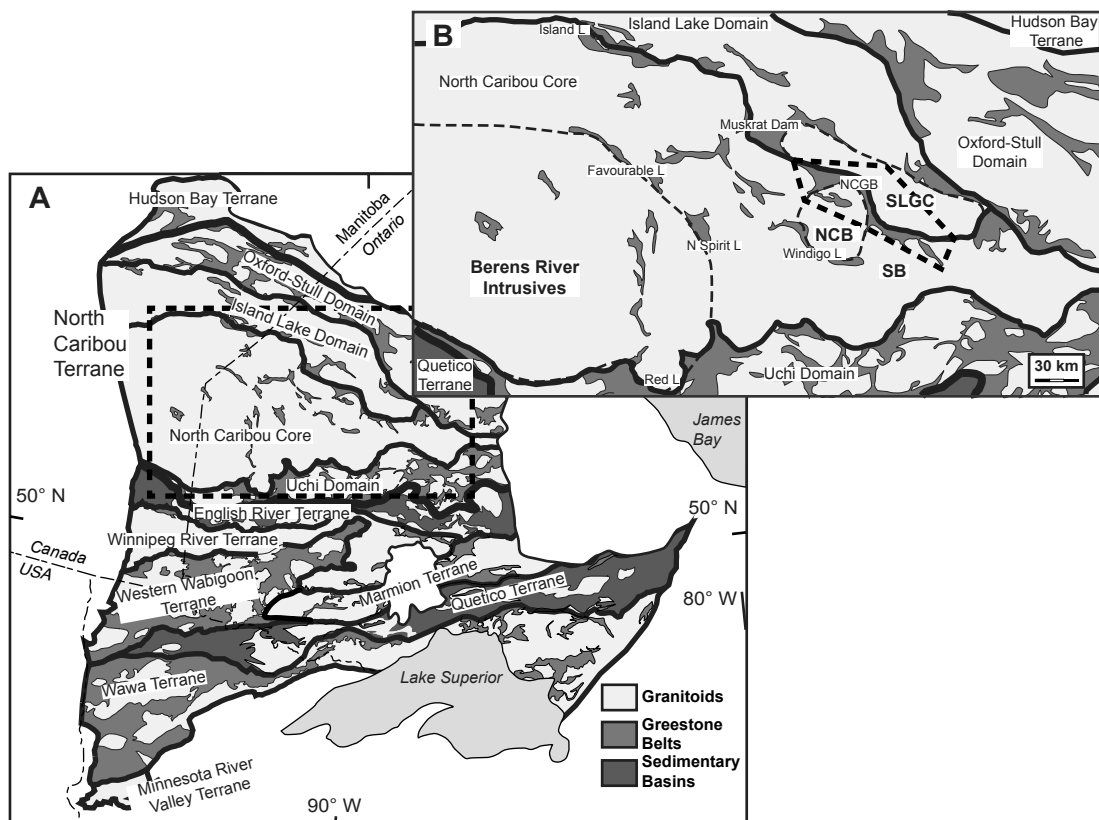 B
Island Lake Domain
Island L
Hudson Bay
Terrane
North Caribou Core
Muskrat Dam
Oxford-Stull
Domain
Favourable L
NCGB
SLGC
NCB
N Spirit L
Windigo L
SB
Berens River
Intrusives
Uchi Domain
Red L
30 km
A
Hudson Bay Terrane
Manitoba
Ontario
Oxford-Stull Domain
Island Lake Domain
North
Caribou
Terrane
Quetico
Terrane
North Caribou Core
James
Bay
Uchi Domain
50° N
50° N
English River Terrane
Winnipeg River Terrane
Canada
USA
Western Wabigoon
Terrane
Marmion Terrane
Quetico Terrane
80° W
Wawa Terrane
Lake Superior
Granitoids
Greestone
Belts
Sedimentary
Basins
Minnesota River
Valley Terrane
90° W